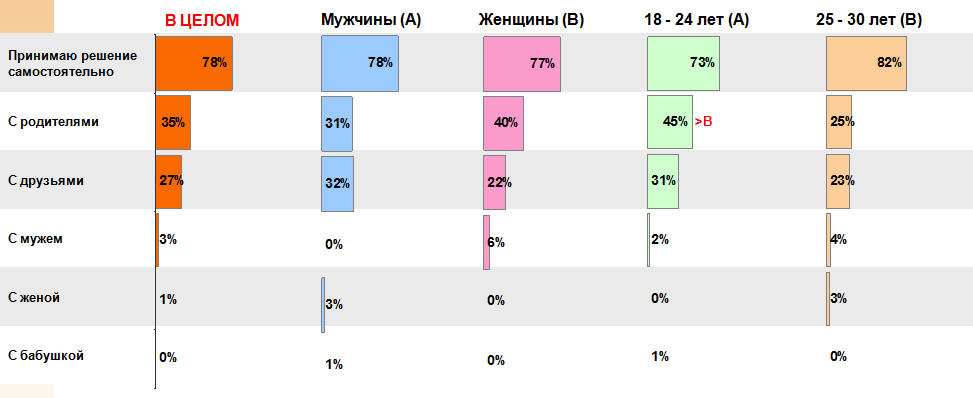 В ЦЕЛОМ Мужчины (А) Женщины (В) 18 - 24 лет (А) 25 - 30 лет (В)
Принимаю решение
самостоятельно 78% 78% 77% 73% 82%
С родителями 35% 31% 40% 45% >В 25%
С друзьями 27% 32% 22% 31% 23%
С мужем 3% 0% 6% 2% 4%
С женой 1% 3% 0% 0% 3%
С бабушкой 0% 1% 0% 1% 0%